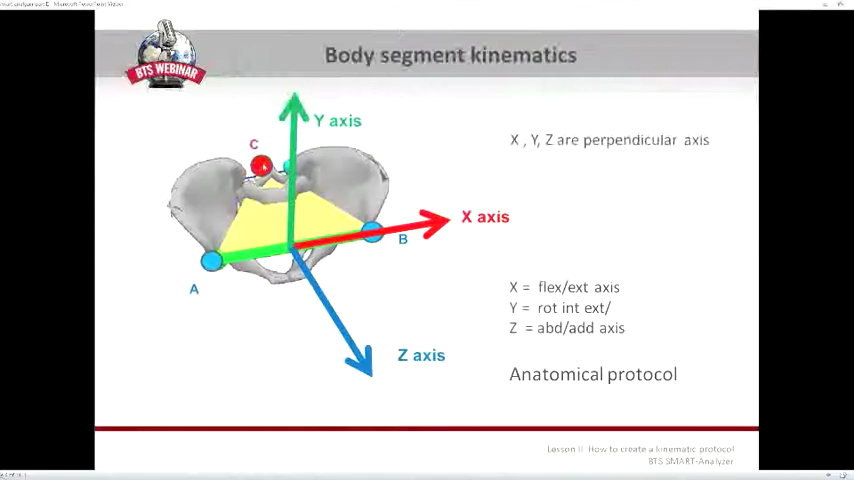 BTS WEBINAR
Body segment kinematics
Y axis
C
X , Y, Z are perpendicular axis
X axis
B
A
X = flex/ext axis
Y = rot int ext/
Z = abd/add axis
Z axis
Anatomical protocol
Lesson II How to create a kinematic protocol
BTS SMART-Analyzer